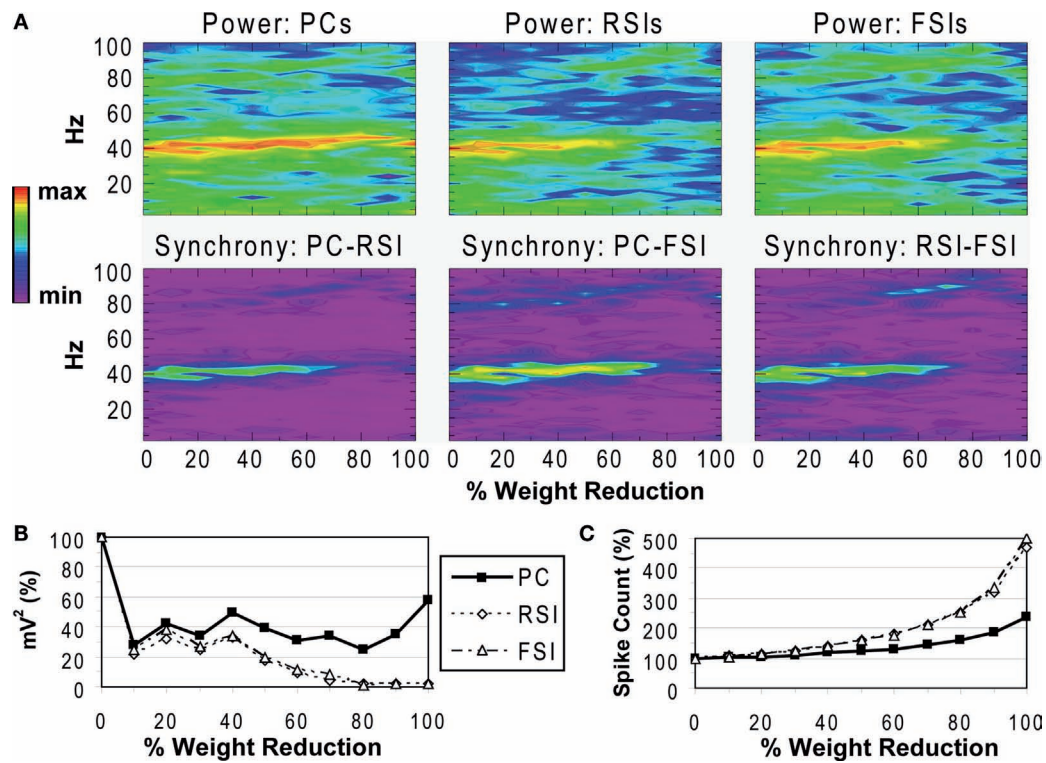 A
Power: PCs
Power: RSIs
Power: FSIs
100
80
60
40
20
Hz
max
min
Synchrony: PC-RSI
Synchrony: PC-FSI
Synchrony: RSI-FSI
100
80
60
40
20
Hz
0 20 40 60 80 100
0 20 40 60 80 100
0 20 40 60 80 100
% Weight Reduction
B
100
80
60
40
20
0
mV² (%)
0 20 40 60 80 100
% Weight Reduction
PC
RSI
FSI
C
500
400
300
200
100
0
Spike Count (%)
0 20 40 60 80 100
% Weight Reduction